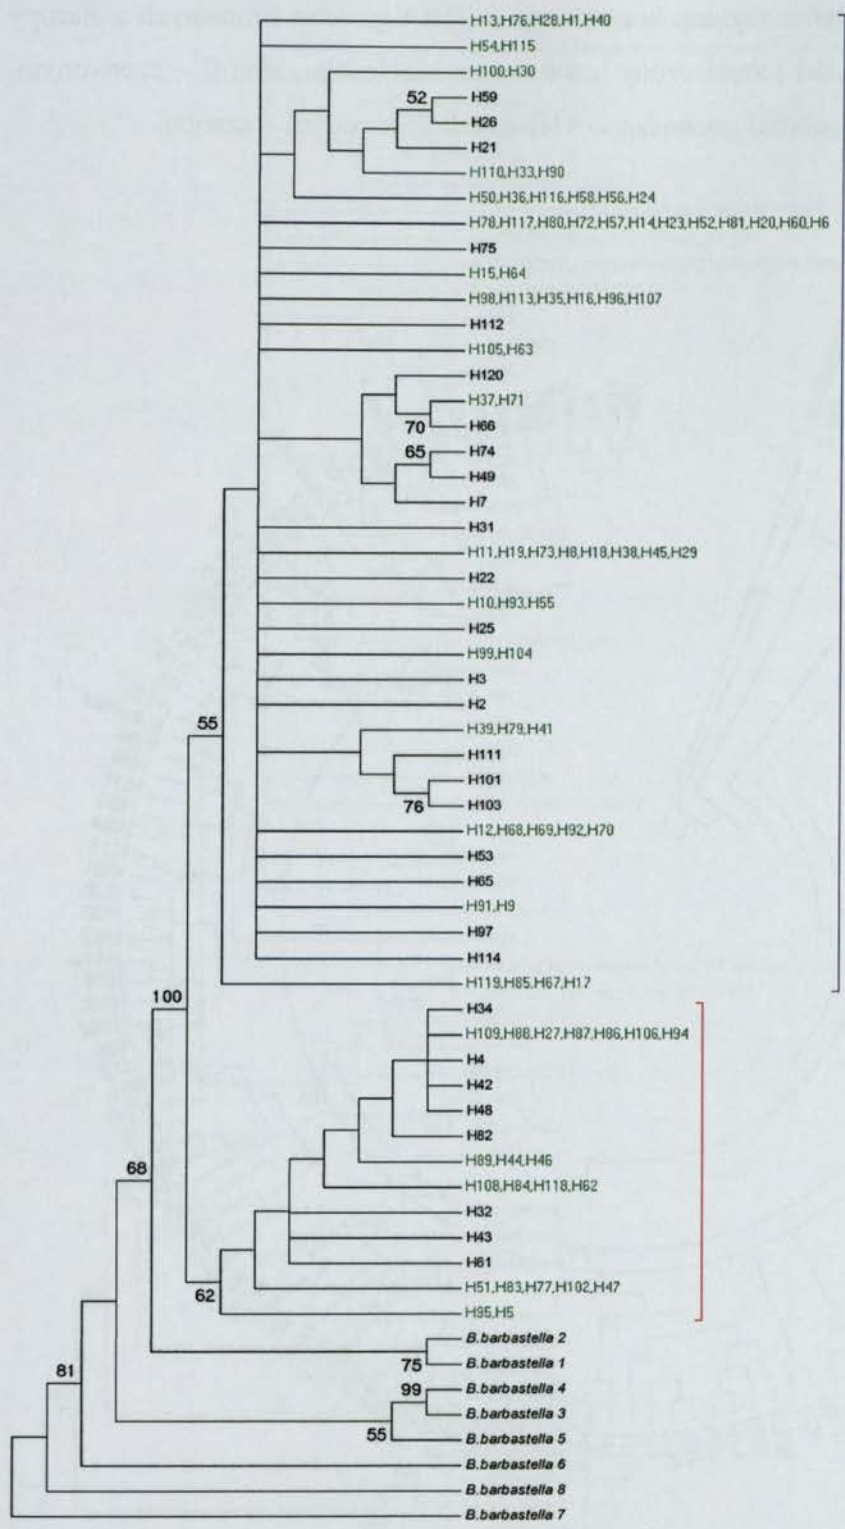 H13,H76,H28,H1,H40
H54,H115
H100,H30
52
H59
H26
H21
H110,H33,H90
H50,H36,H116,H58,H56,H24
H78,H117,H80,H72,H57,H14,H23,H52,H81,H20,H60,H6
H75
H15,H64
H98,H113,H35,H16,H96,H107
H112
H105,H63
H120
H37,H71
70
H66
65
H74
H49
H7
H31
H11,H19,H73,H8,H18,H38,H45,H29
H22
H10,H93,H55
H25
H99,H104
H3
H2
55
H39,H79,H41
H111
H101
76
H103
H12,H68,H69,H92,H70
H53
H65
H91,H9
H97
H114
H119,H85,H67,H17
100
H34
H109,H88,H27,H87,H86,H106,H94
H4
H42
H48
H82
68
H89,H44,H46
H108,H84,H118,H62
H32
H43
H61
62
H51,H83,H77,H102,H47
H95,H5
B.barbastella 2
75
B.barbastella 1
81
99
B.barbastella 4
B.barbastella 3
55
B.barbastella 5
B.barbastella 6
B.barbastella 8
B.barbastella 7